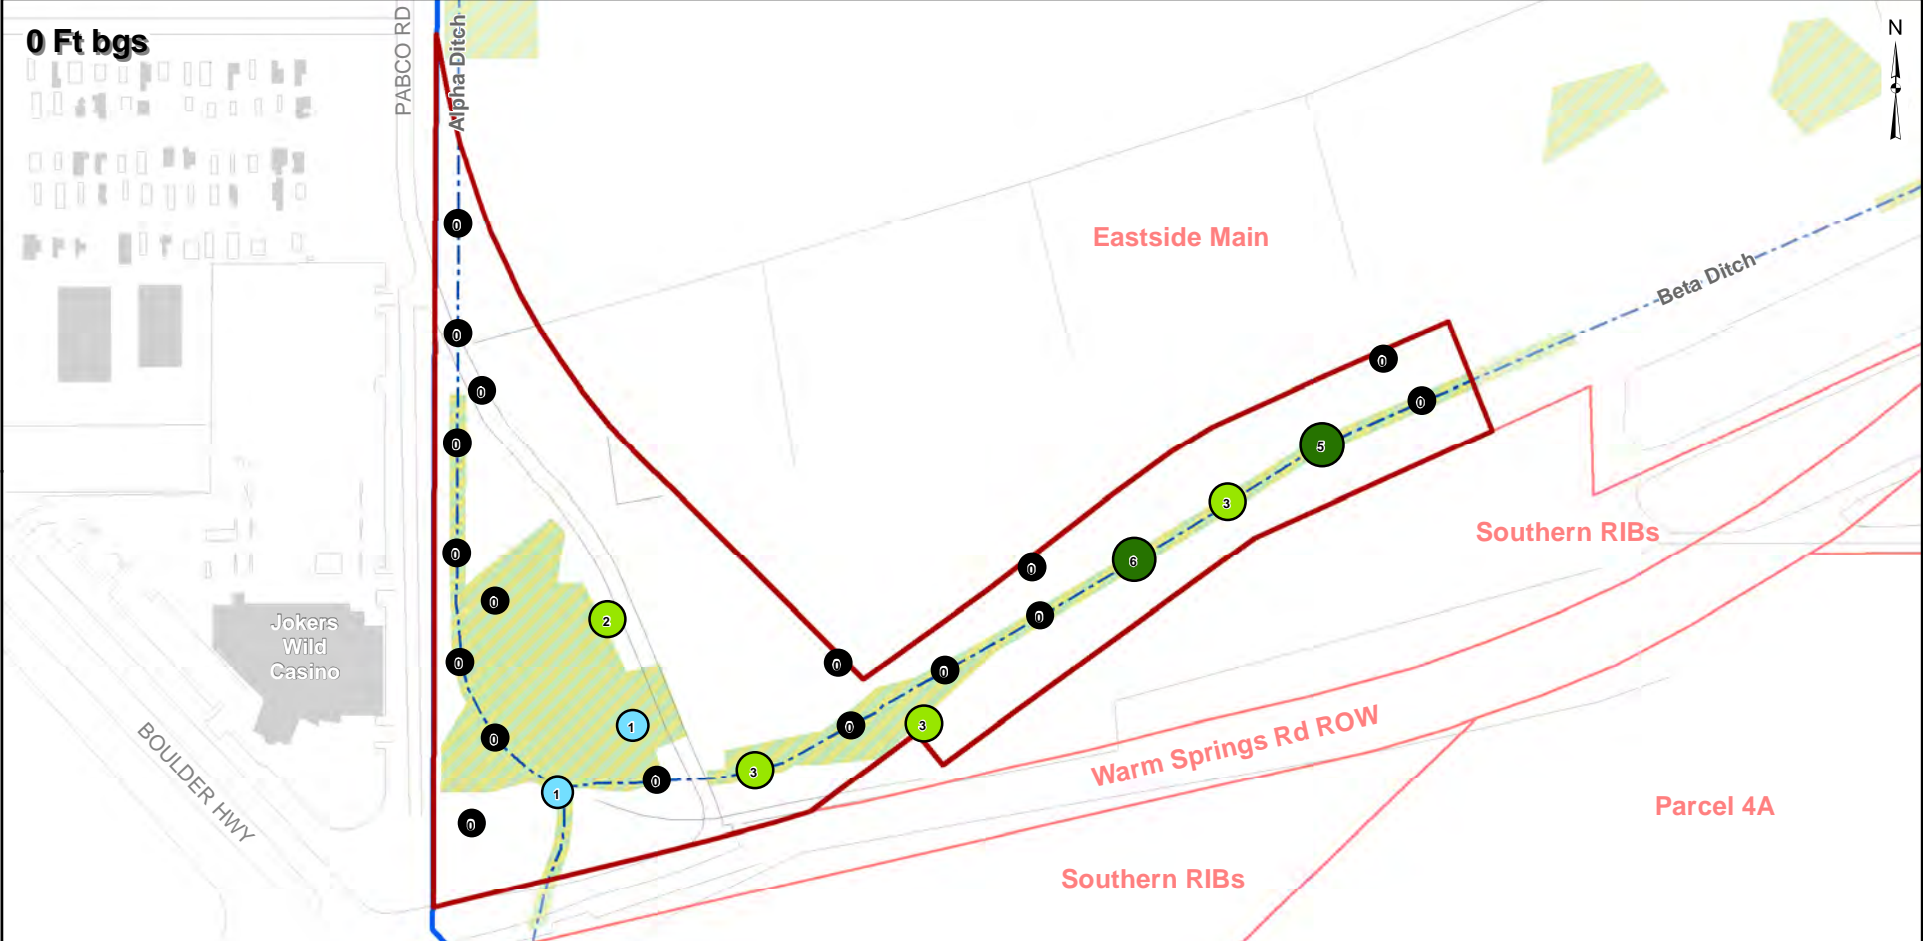 0 Ft bgs
PABCO RD
Alpha Ditch
N
0
Eastside Main
Beta Ditch
0
0
0
0
0
5
0
3
Southern RIBs
0
6
0
0
0
2
0
Jokers
Wild
Casino
0
0
0
3
0
1
0
BOULDER HWY
0
3
0
1
0
Warm Springs Rd ROW
Parcel 4A
Southern RIBs